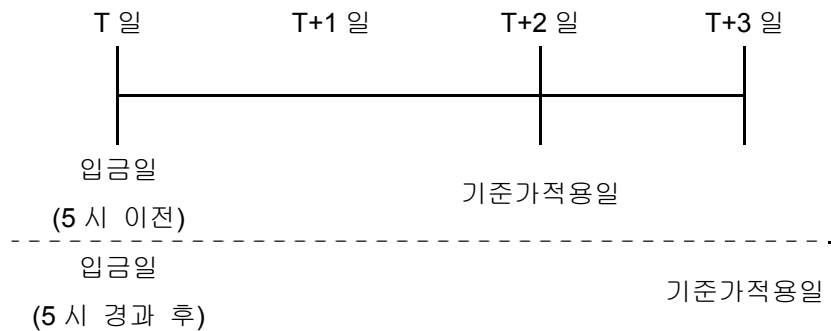 T 일 T+1 일 T+2 일 T+3 일
입금일
(5 시 이전)
기준가적용일
입금일
(5 시 경과 후)
기준가적용일